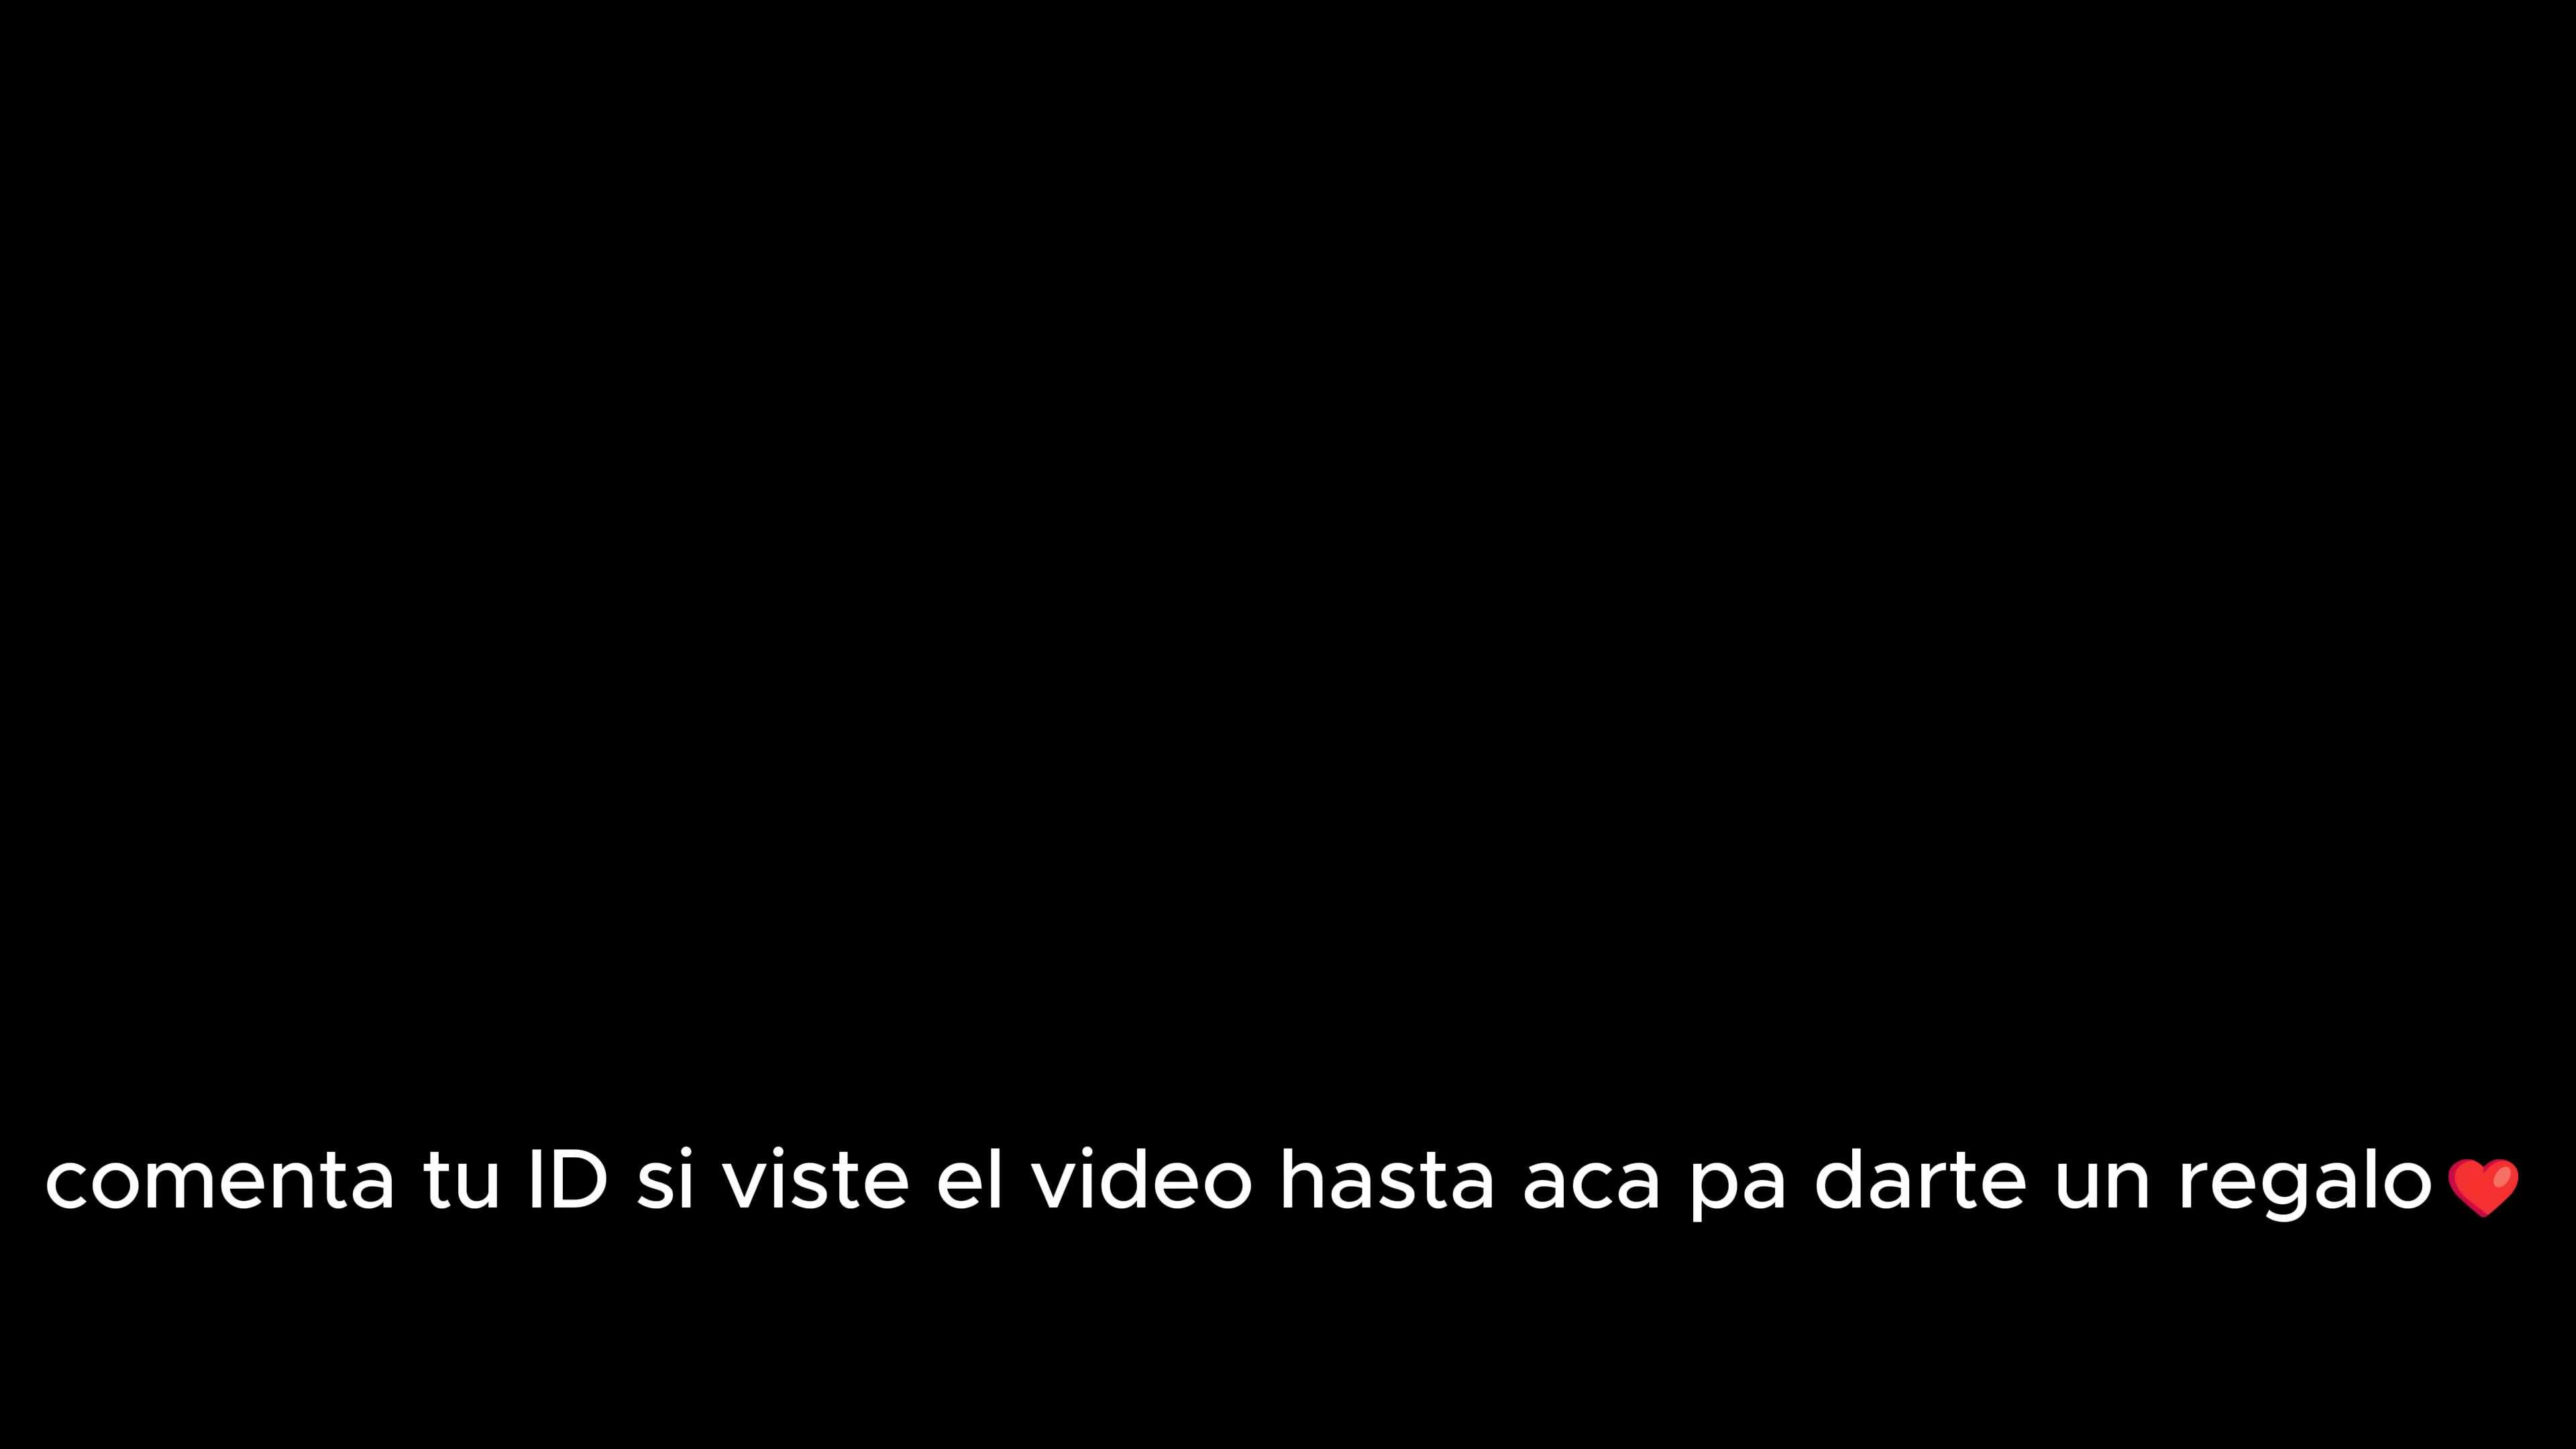 comenta tu ID si viste el video hasta aca pa darte un regalo❤️